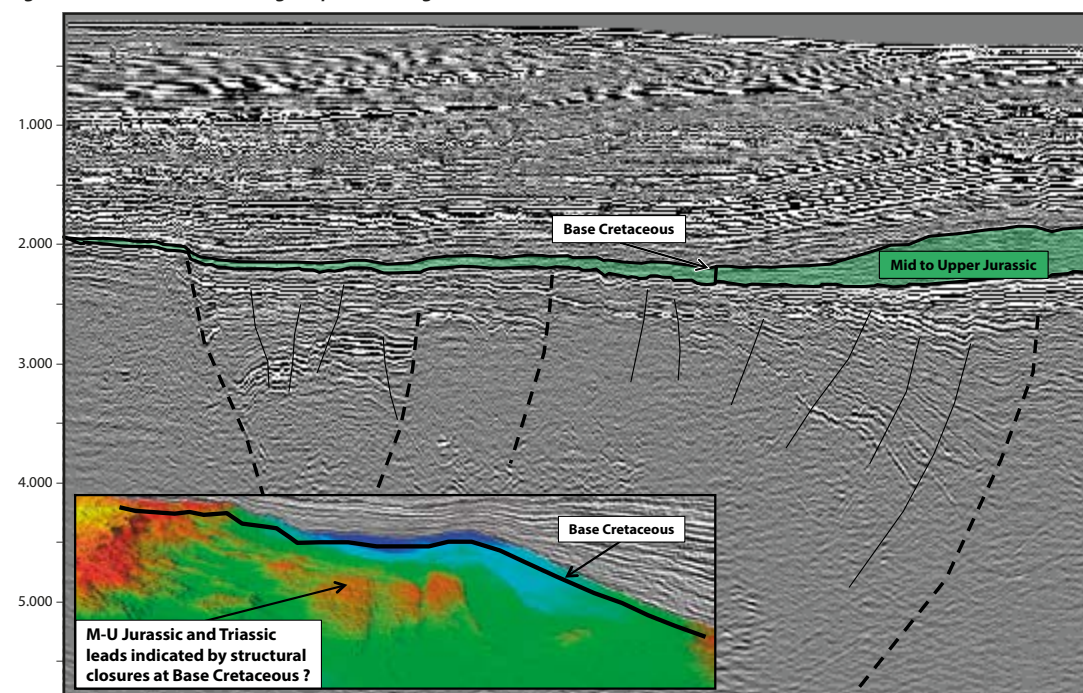 1.000
Base Cretaceous
2.000
Mid to Upper Jurassic
3.000
4.000
Base Cretaceous
5.000
M-U Jurassic and Triassic
leads indicated by structural
closures at Base Cretaceous ?